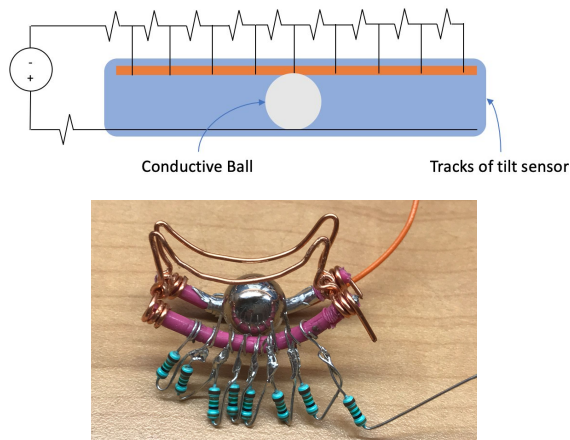 -
+
Conductive Ball
Tracks of tilt sensor